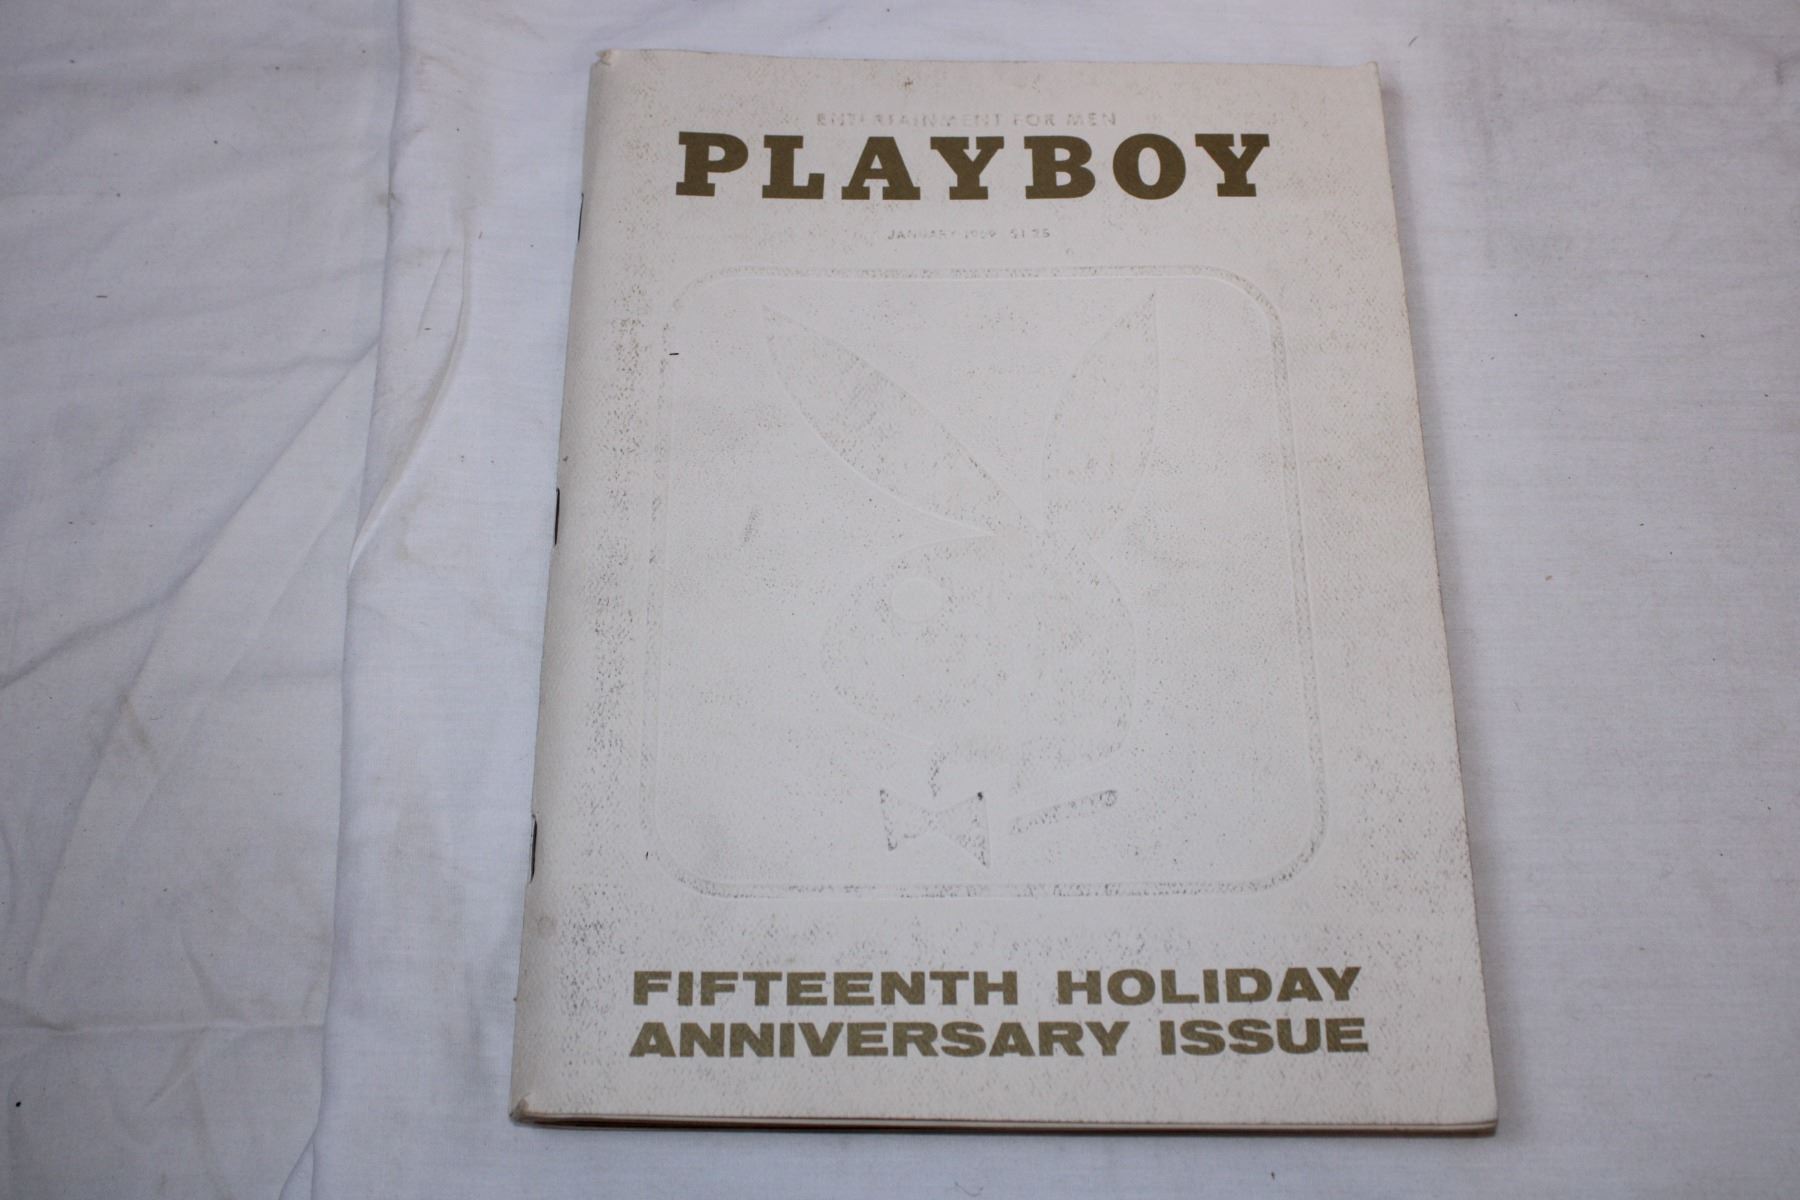 ENTERTAINMENT FOR MEN
PLAYBOY
JANUARY 1969 $1.25
FIFTEENTH HOLIDAY
ANNIVERSARY ISSUE